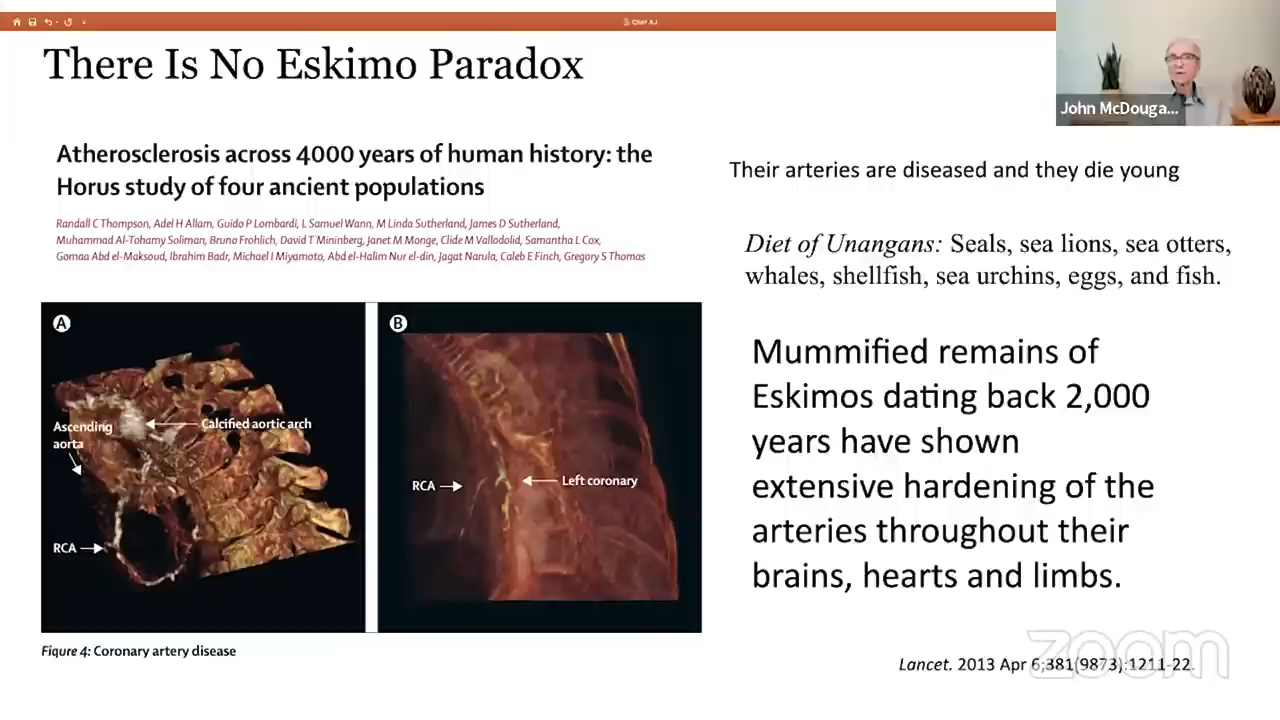 Chef AJ
There Is No Eskimo Paradox
John McDouga...
Atherosclerosis across 4000 years of human history: the
Horus study of four ancient populations
Randall C Thompson, Adel H Allam, Guido P Lombardi, L Samuel Wann, M Linda Sutherland, James D Sutherland,
Muhammad Al-Tohamy Soliman, Bruno Frohlich, David T Mininberg, Janet M Monge, Clide M Vallodolid, Samantha L Cox,
Gomaa Abd el-Maksoud, Ibrahim Badr, Michael I Miyamoto, Abd el-Halim Nur el-din, Jagat Narula, Caleb E Finch, Gregory S Thomas
A
Ascending
aorta
Calcified aortic arch
RCA
B
RCA
Left coronary
Figure 4: Coronary artery disease
Their arteries are diseased and they die young
Diet of Unangans: Seals, sea lions, sea otters,
whales, shellfish, sea urchins, eggs, and fish.
Mummified remains of
Eskimos dating back 2,000
years have shown
extensive hardening of the
arteries throughout their
brains, hearts and limbs.
Lancet. 2013 Apr 6;381(9873):1211-22.
zoom